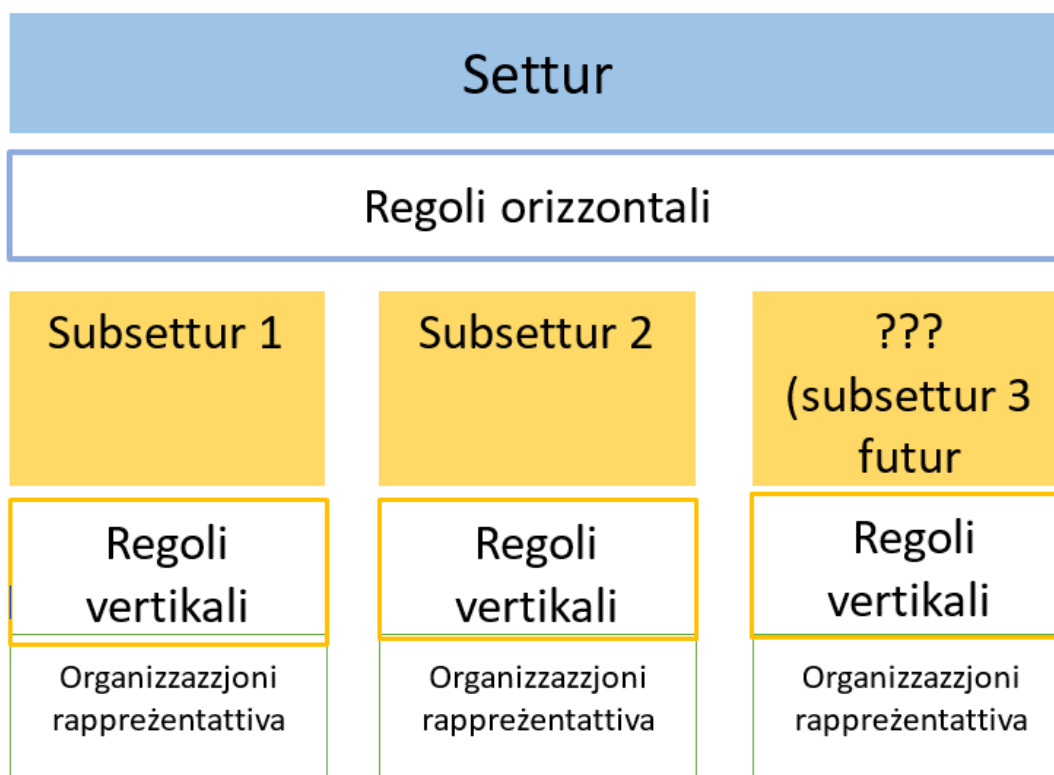 Settur
Regoli orizzontali
Subsettur 1
Subsettur 2
???
(subsettur 3
futur
Regoli
vertikali
Regoli
vertikali
Regoli
vertikali
Organizzazzjoni
rappreżentattiva
Organizzazzjoni
rappreżentattiva
Organizzazzjoni
rappreżentattiva